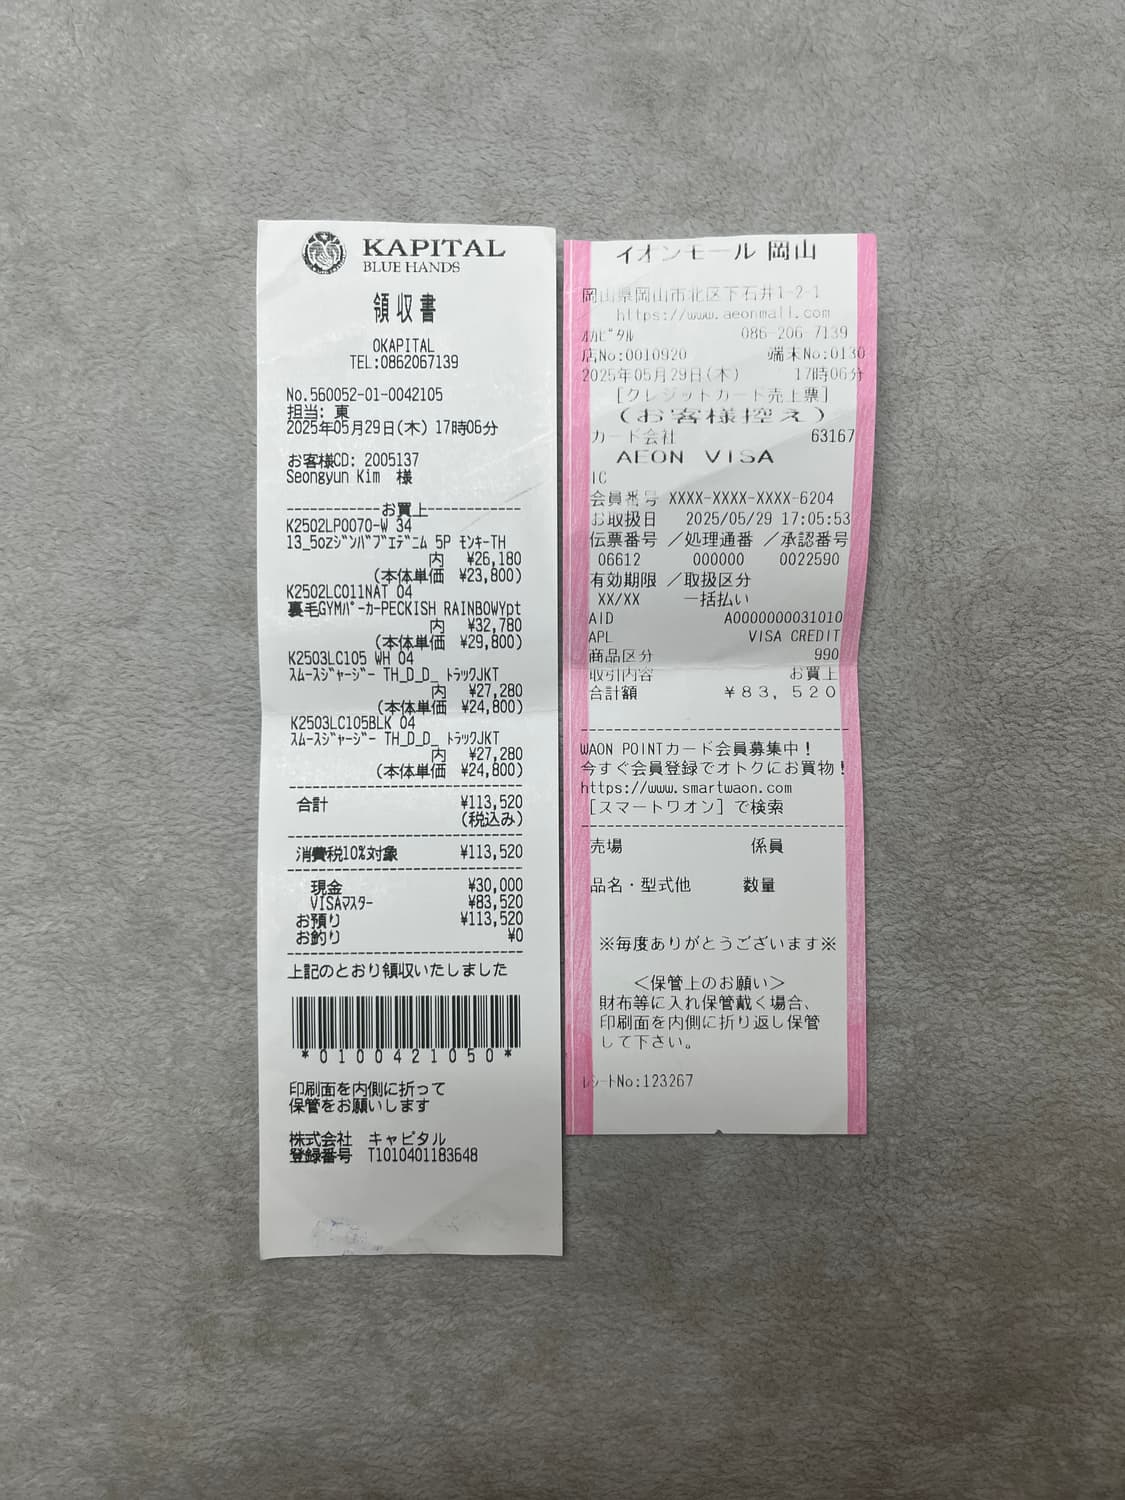 KAPITAL
BLUE HANDS
領収書
OKAPITAL
TEL:0862067139
No.560052-01-0042105
担当: 東
2025年05月29日(木) 17時06分
お客様CD: 2005137
Seongyun Kim 様
------------お買上------------
K2502LP0070-W 34
13_5ozジンバブエデニム 5P モンキーTH
内 ¥26,180
(本体単価 ¥23,800)
K2502LC011NAT 04
裏毛GYMパーカーPECKISH RAINBOWYpt
内 ¥32,780
(本体単価 ¥29,800)
K2503LC105 WH 04
スムースジャージー TH_D_D_ トラックJKT
内 ¥27,280
(本体単価 ¥24,800)
K2503LC105BLK 04
スムースジャージー TH_D_D_ トラックJKT
内 ¥27,280
(本体単価 ¥24,800)
合計 ¥113,520
(税込み)
消費税10%対象 ¥113,520
現金 ¥30,000
VISAマスター ¥83,520
お預り ¥113,520
お釣り ¥0
上記のとおり領収いたしました
*0100421050*
印刷面を内側に折って
保管をお願いします
株式会社 キャピタル
登録番号 T1010401183648
イオンモール 岡山
岡山県岡山市北区下石井1-2-1
https://www.aeonmall.com
オカピタル 086-206-7139
店No:0010920 端末No:0130
2025年05月29日(木) 17時06分
[クレジットカード売上票]
(お客様控え)
カード会社 63167
AEON VISA
IC
会員番号 XXXX-XXXX-XXXX-6204
お取扱日 2025/05/29 17:05:53
伝票番号 /処理通番 /承認番号
06612 000000 0022590
有効期限 /取扱区分
XX/XX 一括払い
AID A0000000031010
APL VISA CREDIT
商品区分 990
取引内容 お買上
合計額 ¥83,520
WAON POINTカード会員募集中!
今すぐ会員登録でオトクにお買物!
https://www.smartwaon.com
[スマートワオン]で検索
売場 係員
品名・型式他 数量
※毎度ありがとうございます※
<保管上のお願い>
財布等に入れ保管戴く場合、
印刷面を内側に折り返し保管
して下さい。
レシートNo:123267